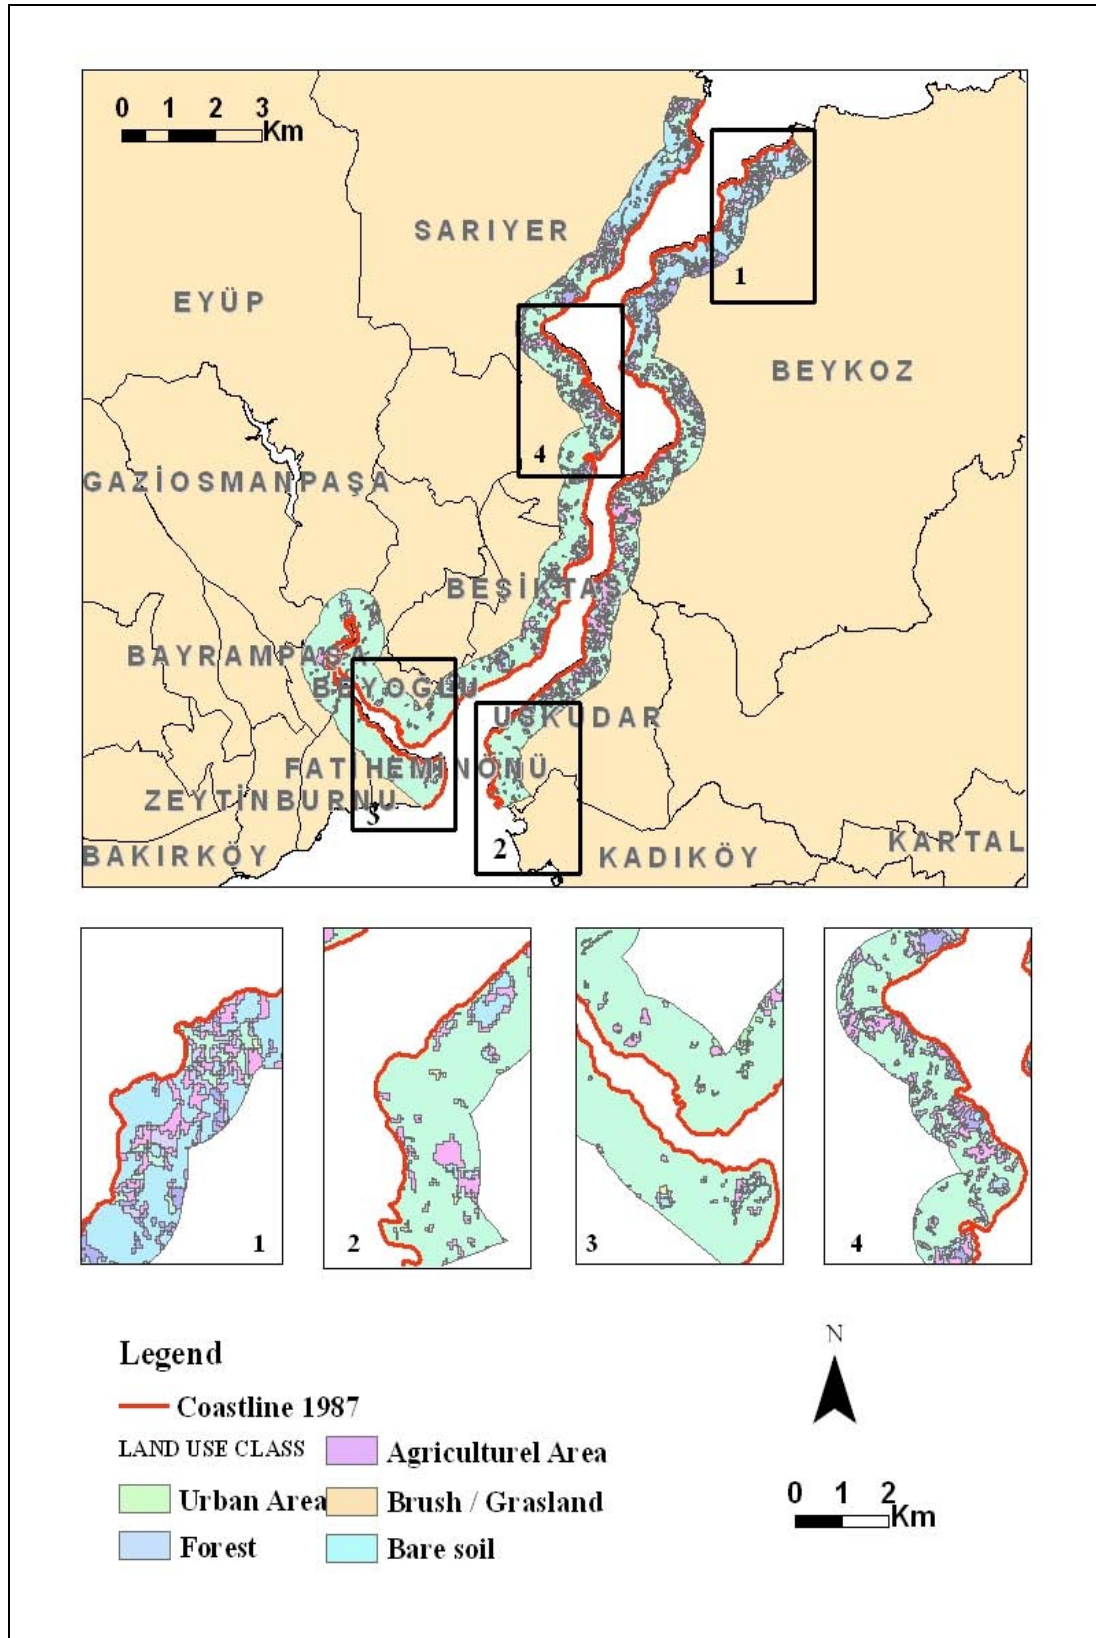 0 1 2 3
Km
SARIYER
1
EYÜP
BEYKOZ
4
GAZİOSMANPAŞA
BEŞİKTAŞ
BAYRAMPAŞA
BEYOĞLU
USKUDAR
FATİH EMİNÖNÜ
ZEYTİNBURNU
3
2
BAKIRKÖY
KADIKÖY
KARTAL
1
2
3
4
N
Legend
Coastline 1987
LAND USE CLASS
Agriculturel Area
Urban Area
Brush / Grasland
Forest
Bare soil
0 1 2
Km